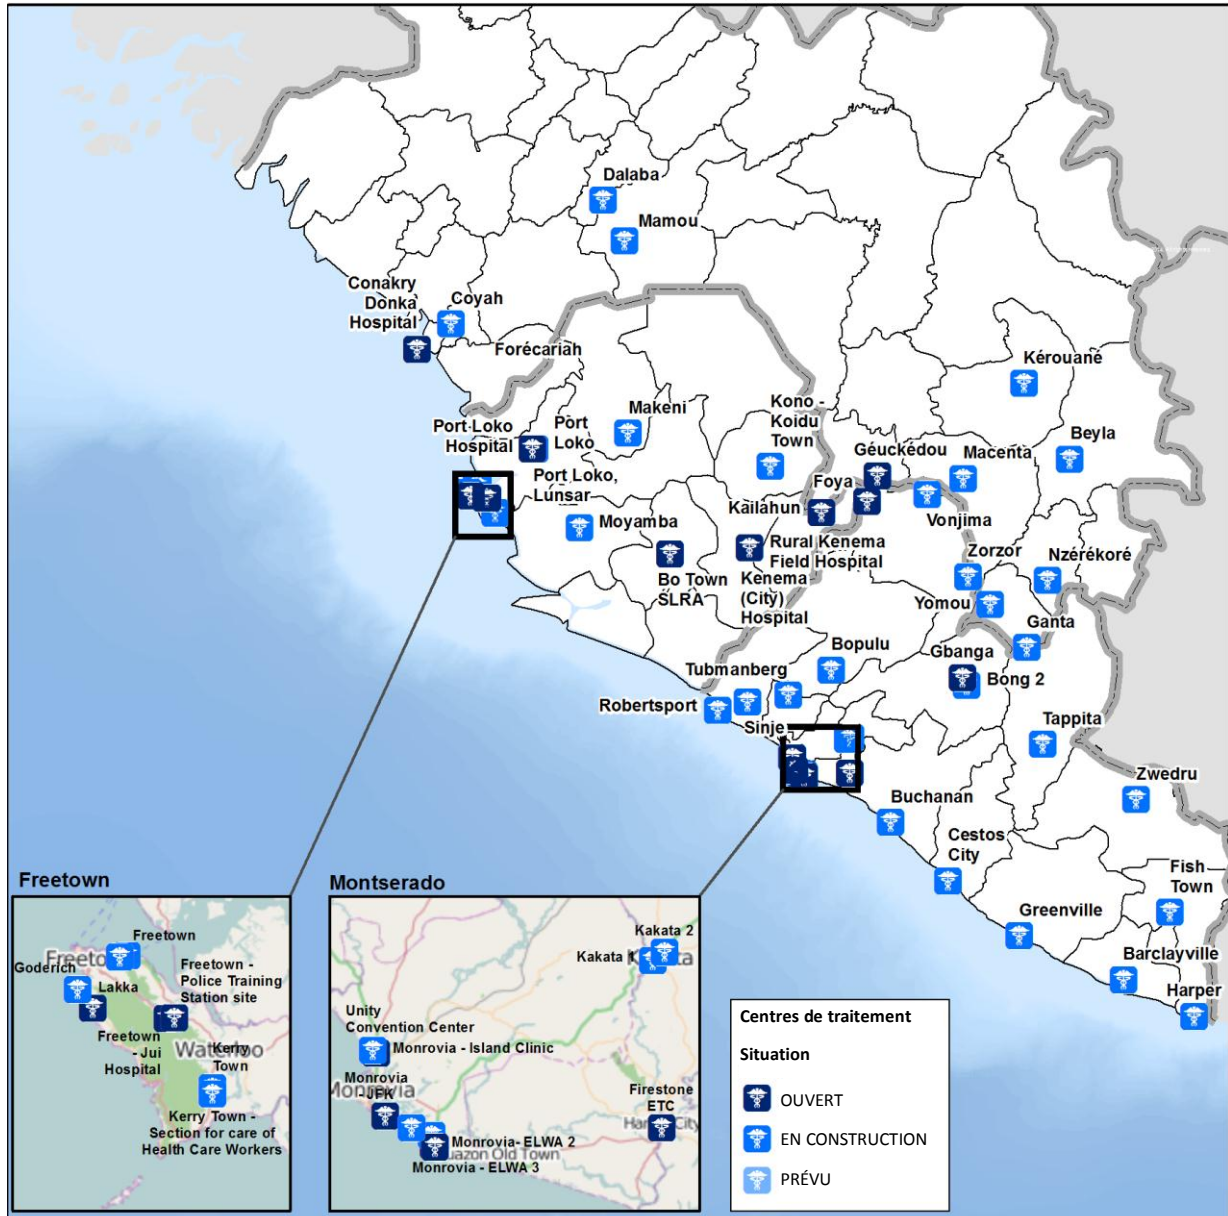 Dalaba
Mamou
Conakry
Donka
Hospital
Coyah
Forécariah
Kérouané
Port Loko
Hospital
Port
Loko
Makeni
Kono -
Koidu
Town
Beyla
Géuckédou
Macenta
Port Loko,
Lunsar
Foya
Kailahun
Vonjima
Moyamba
Rural Kenema
Field Hospital
Bo Town
SLRA
Kenema
(City)
Hospital
Zorzor
Nzérékoré
Yomou
Ganta
Bopulu
Gbanga
Tubmanberg
Bong 2
Robertsport
Sinje
Tappita
Zwedru
Buchanan
Cestos
City
Fish
Town
Greenville
Barclayville
Harper
Freetown
Freetown
Goderich
Lakka
Freetown -
Police Training
Station site
Freetown
- Jui
Hospital
Waterloo
Kerry
Town
Kerry Town -
Section for care of
Health Care Workers
Montserado
Kakata 2
Kakata 1
Unity
Convention Center
Monrovia - Island Clinic
Monrovia
- JFK
Monrovia
Firestone
ETC
Monrovia- ELWA 2
Old Town
Monrovia - ELWA 3
Centres de traitement
Situation
OUVERT
EN CONSTRUCTION
PRÉVU